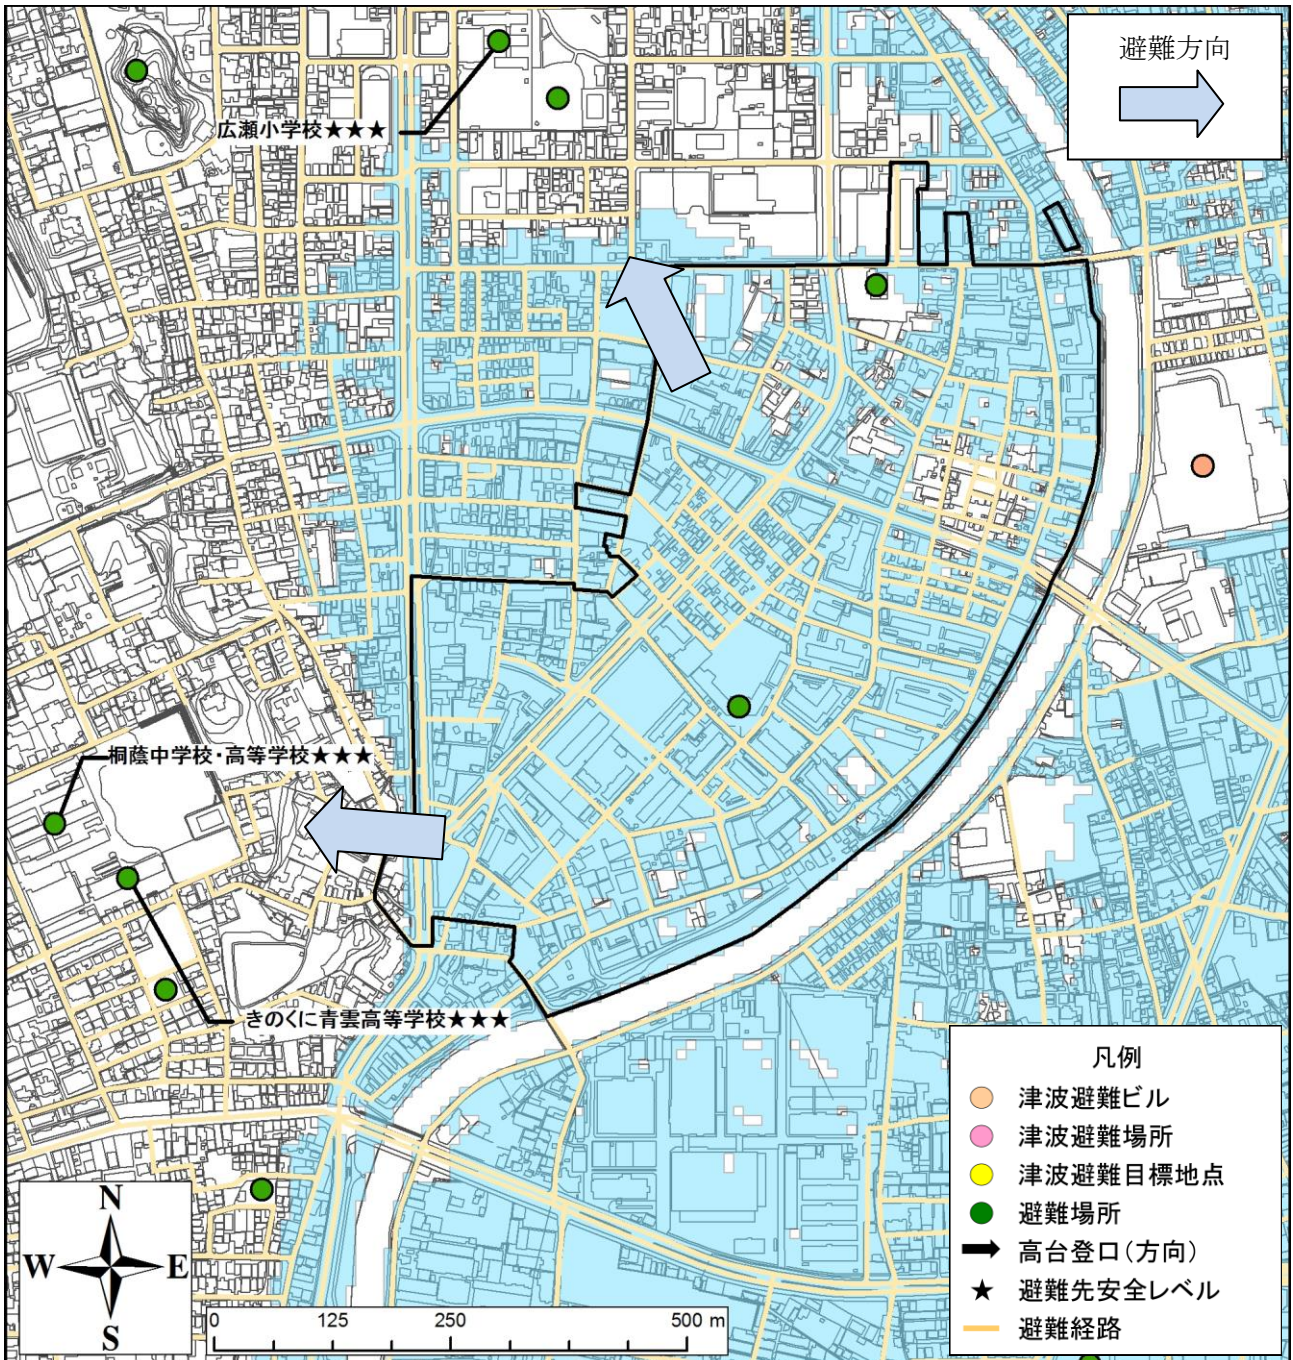 避難方向
広瀬小学校★★★
桐蔭中学校・高等学校★★★
きのくに青雲高等学校★★★
凡例
津波避難ビル
津波避難場所
津波避難目標地点
避難場所
高台登口(方向)
★ 避難先安全レベル
避難経路
N
W E
S
0 125 250 500 m